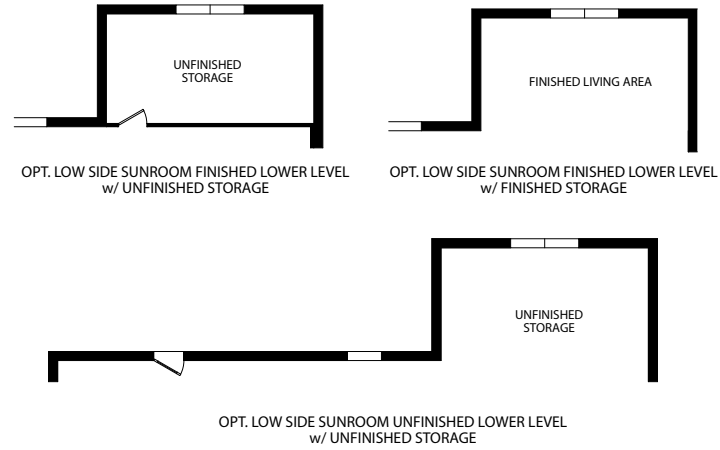 UNFINISHED
STORAGE
OPT. LOW SIDE SUNROOM FINISHED LOWER LEVEL
w/ UNFINISHED STORAGE
FINISHED LIVING AREA
OPT. LOW SIDE SUNROOM FINISHED LOWER LEVEL
w/ FINISHED STORAGE
UNFINISHED
STORAGE
OPT. LOW SIDE SUNROOM UNFINISHED LOWER LEVEL
w/ UNFINISHED STORAGE